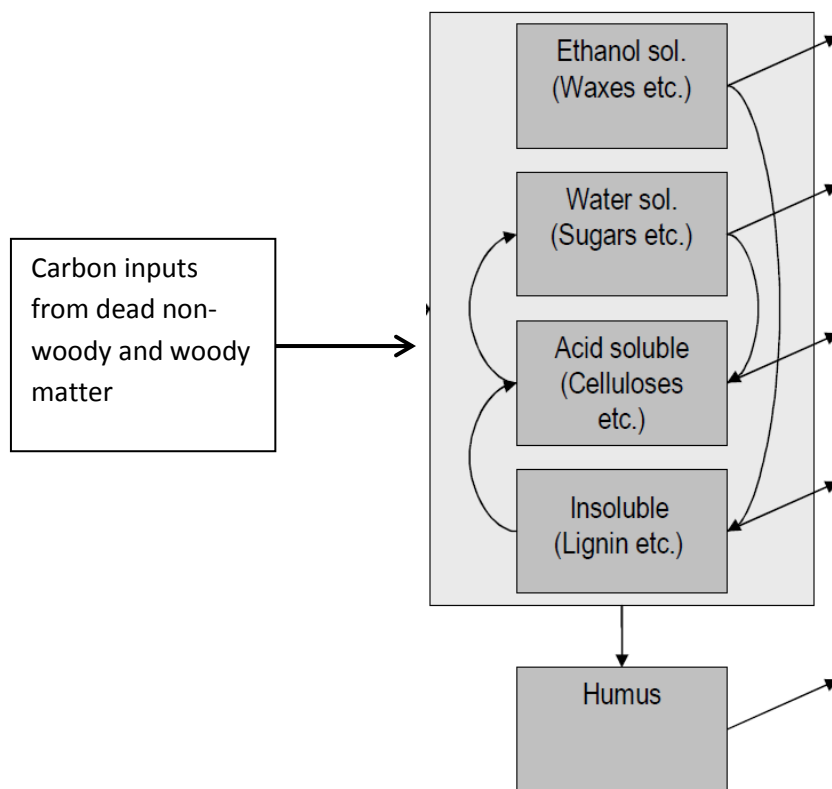 Ethanol sol.
(Waxes etc.)
Water sol.
(Sugars etc.)
Carbon inputs
from dead non-
woody and woody
matter
Acid soluble
(Celluloses
etc.)
Insoluble
(Lignin etc.)
Humus